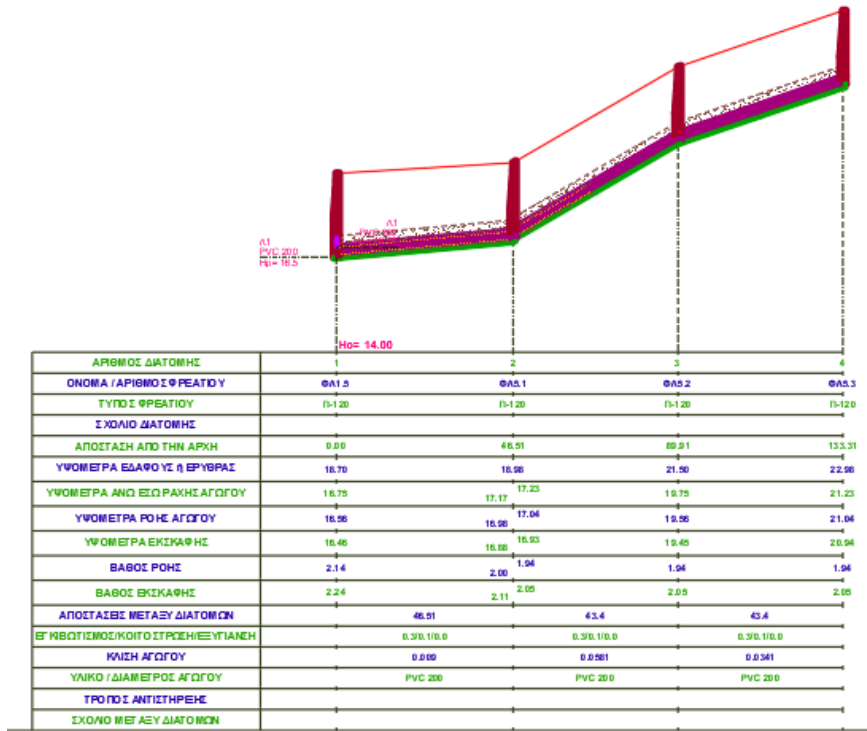 Λ1
PVC 200
Hρ= 16.5
Λ1
Ho= 14.00
ΑΡΙΘΜΟΣ ΔΙΑΤΟΜΗΣ 1 2 3 4
ΟΝΟΜΑ / ΑΡΙΘΜΟΣ ΦΡΕΑΤΙΟΥ ΦΛ1.5 ΦΛ5.1 ΦΛ5.2 ΦΛ5.3
ΤΥΠΟΣ ΦΡΕΑΤΙΟΥ Π-120 Π-120 Π-120 Π-120
ΣΧΟΛΙΟ ΔΙΑΤΟΜΗΣ
ΑΠΟΣΤΑΣΗ ΑΠΟ ΤΗΝ ΑΡΧΗ 0.00 46.51 89.91 133.31
ΥΨΟΜΕΤΡΑ ΕΔΑΦΟΥΣ ή ΕΡΥΘΡΑΣ 18.70 18.98 21.50 22.98
ΥΨΟΜΕΤΡΑ ΑΝΩ ΕΣΩ ΡΑΧΗΣ ΑΓΩΓΟΥ 16.75 17.17 17.23 19.75 21.23
ΥΨΟΜΕΤΡΑ ΡΟΗΣ ΑΓΩΓΟΥ 16.56 16.98 17.04 19.56 21.04
ΥΨΟΜΕΤΡΑ ΕΚΣΚΑΦΗΣ 16.46 16.88 16.93 19.45 20.94
ΒΑΘΟΣ ΡΟΗΣ 2.14 2.00 1.94 1.94 1.94
ΒΑΘΟΣ ΕΚΣΚΑΦΗΣ 2.24 2.11 2.05 2.05 2.05
ΑΠΟΣΤΑΣΕΙΣ ΜΕΤΑΞΥ ΔΙΑΤΟΜΩΝ 46.51 43.4 43.4
ΕΓΚΙΒΩΤΙΣΜΟΣ/ΚΟΙΤΟΣΤΡΩΣΗ/ΕΞΥΓΙΑΝΣΗ 0.3/0.1/0.0 0.3/0.1/0.0 0.3/0.1/0.0
ΚΛΙΣΗ ΑΓΩΓΟΥ 0.009 0.0581 0.0341
ΥΛΙΚΟ / ΔΙΑΜΕΤΡΟΣ ΑΓΩΓΟΥ PVC 200 PVC 200 PVC 200
ΤΡΟΠΟΣ ΑΝΤΙΣΤΗΡΙΞΗΣ
ΣΧΟΛΙΟ ΜΕΤΑΞΥ ΔΙΑΤΟΜΩΝ